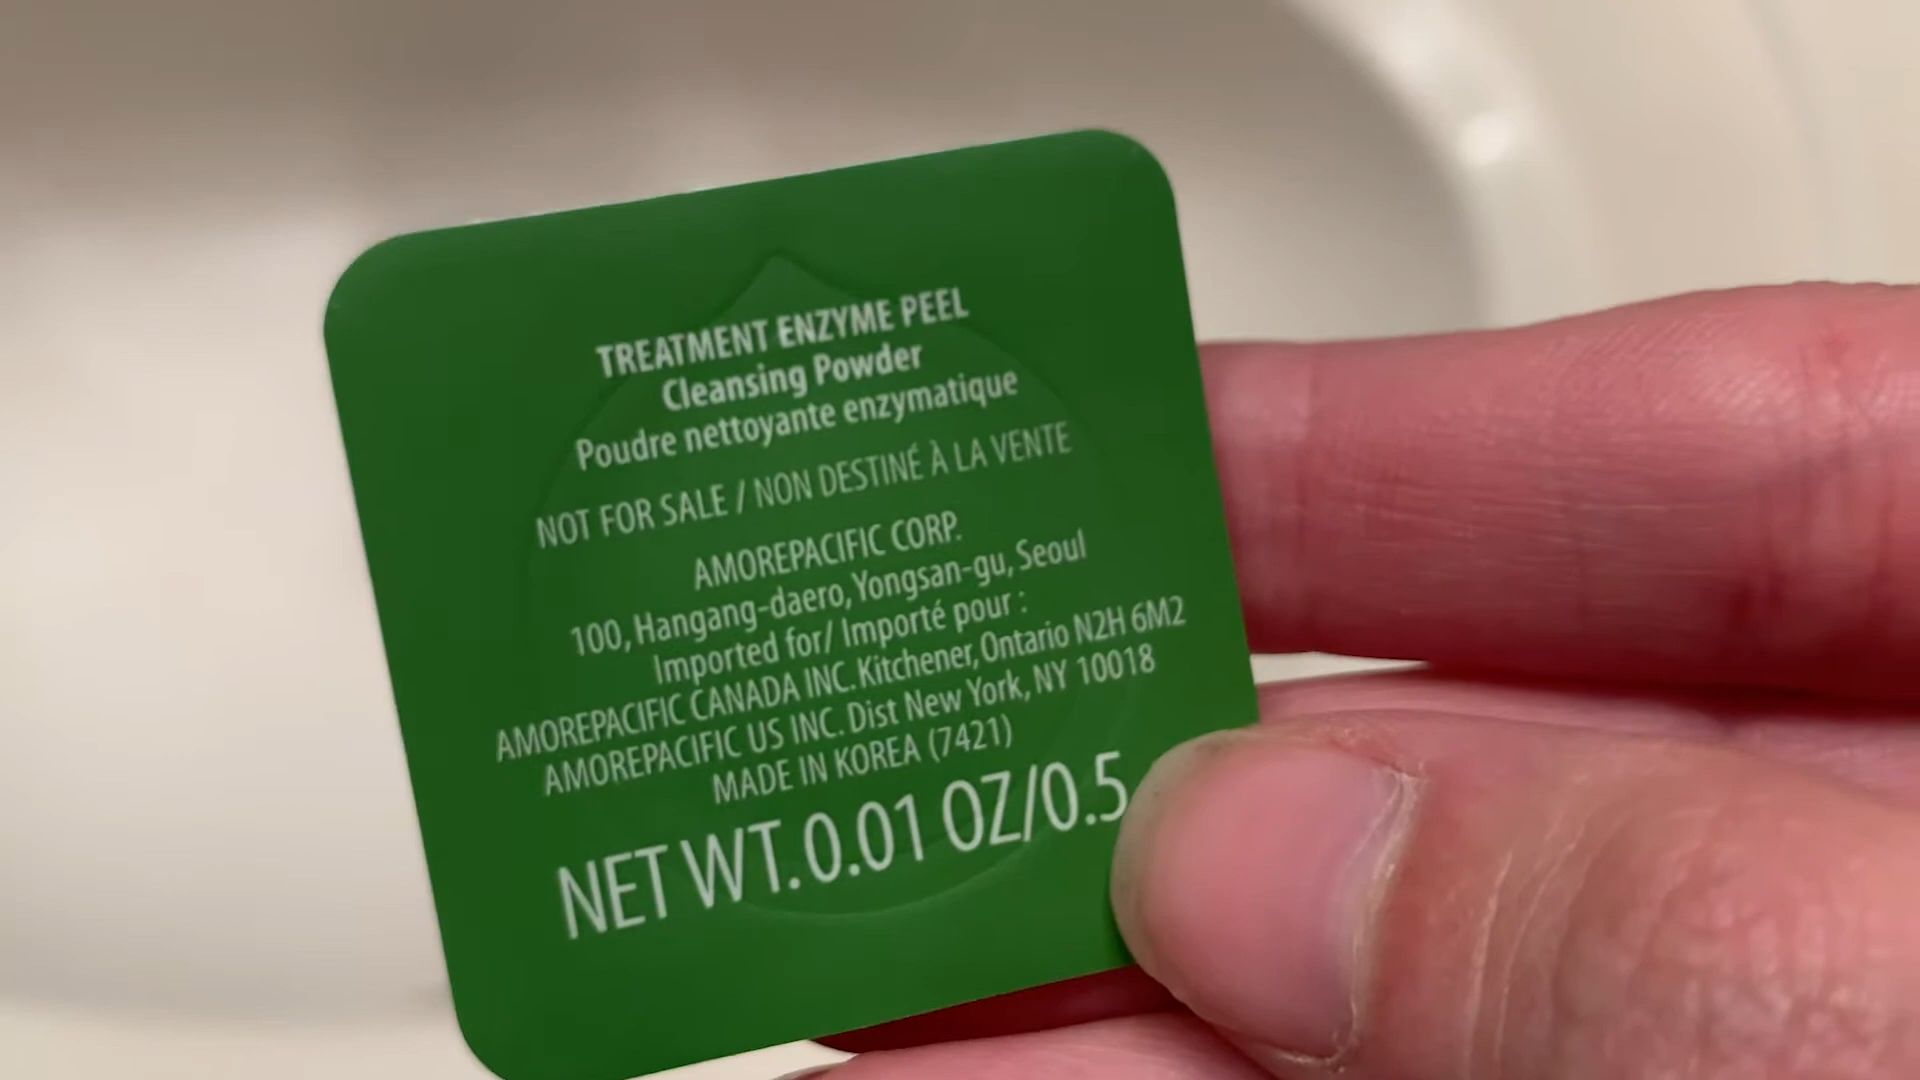 TREATMENT ENZYME PEEL
Cleansing Powder
Poudre nettoyante enzymatique
NOT FOR SALE / NON DESTINÉ À LA VENTE
AMOREPACIFIC CORP.
100, Hangang-daero, Yongsan-gu, Seoul
Imported for/ Importé pour :
AMOREPACIFIC CANADA INC. Kitchener, Ontario N2H 6M2
AMOREPACIFIC US INC. Dist New York, NY 10018
MADE IN KOREA (7421)
NET WT. 0.01 OZ/0.5